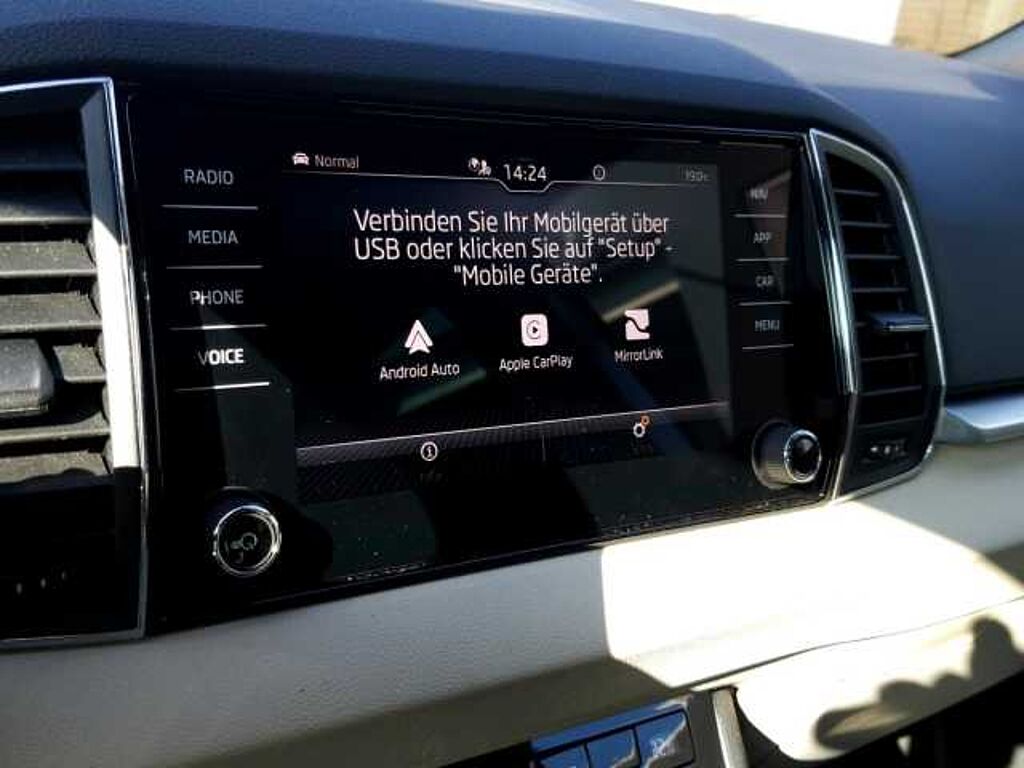 RADIO
MEDIA
PHONE
VOICE
Normal
14:24
Verbinden Sie Ihr Mobilgerät über
USB oder klicken Sie auf "Setup" -
"Mobile Geräte".
Android Auto
Apple CarPlay
MirrorLink
APP
CAR
MENU